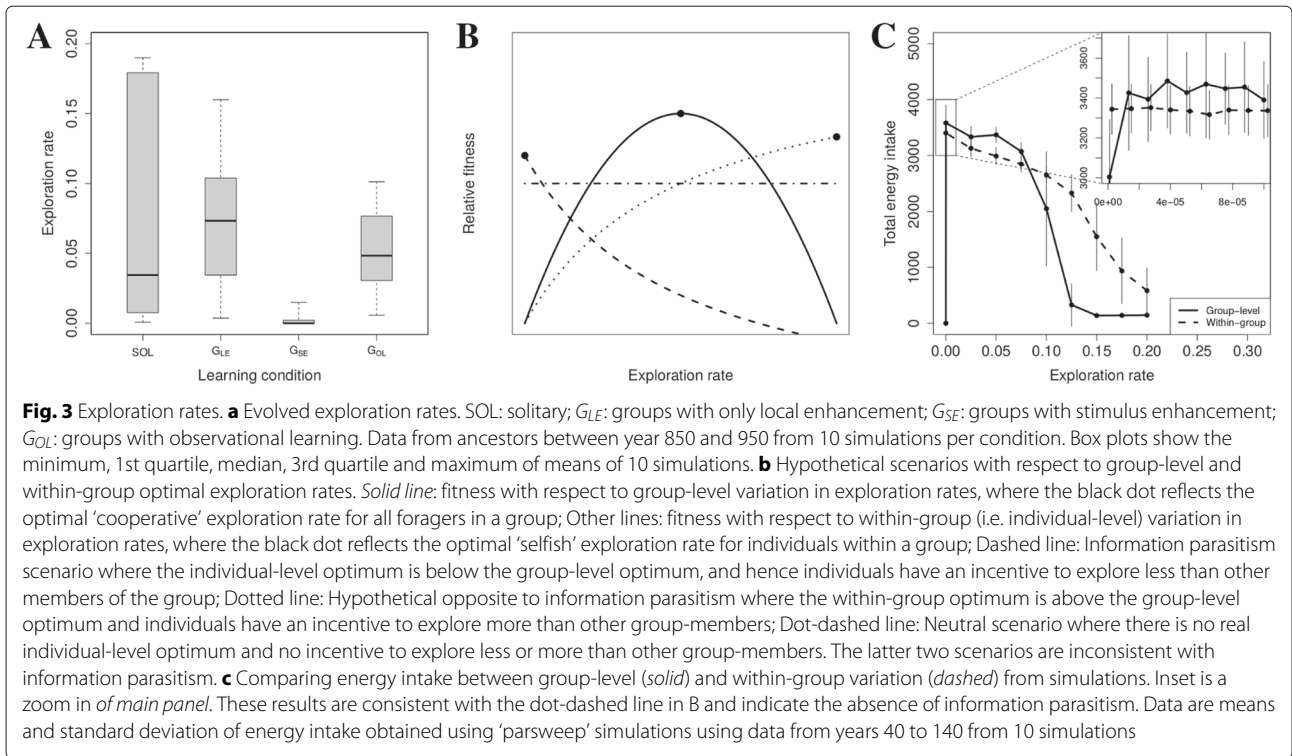 A
0.20
0.15
0.10
0.05
0.00
Exploration rate
SOL
G_LE
G_SE
G_OL
Learning condition
B
Relative fitness
Exploration rate
C
5000
4000
3000
2000
1000
0
Total energy intake
0.00
0.05
0.10
0.15
0.20
0.25
0.30
Exploration rate
3600
3400
3200
3000
0e+00
4e-05
8e-05
Group-level
Within-group
Fig. 3 Exploration rates. a Evolved exploration rates. SOL: solitary; G_LE: groups with only local enhancement; G_SE: groups with stimulus enhancement;
G_OL: groups with observational learning. Data from ancestors between year 850 and 950 from 10 simulations per condition. Box plots show the
minimum, 1st quartile, median, 3rd quartile and maximum of means of 10 simulations. b Hypothetical scenarios with respect to group-level and
within-group optimal exploration rates. Solid line: fitness with respect to group-level variation in exploration rates, where the black dot reflects the
optimal 'cooperative' exploration rate for all foragers in a group; Other lines: fitness with respect to within-group (i.e. individual-level) variation in
exploration rates, where the black dot reflects the optimal 'selfish' exploration rate for individuals within a group; Dashed line: Information parasitism
scenario where the individual-level optimum is below the group-level optimum, and hence individuals have an incentive to explore less than other
members of the group; Dotted line: Hypothetical opposite to information parasitism where the within-group optimum is above the group-level
optimum and individuals have an incentive to explore more than other group-members; Dot-dashed line: Neutral scenario where there is no real
individual-level optimum and no incentive to explore less or more than other group-members. The latter two scenarios are inconsistent with
information parasitism. c Comparing energy intake between group-level (solid) and within-group variation (dashed) from simulations. Inset is a
zoom in of main panel. These results are consistent with the dot-dashed line in B and indicate the absence of information parasitism. Data are means
and standard deviation of energy intake obtained using 'parsweep' simulations using data from years 40 to 140 from 10 simulations